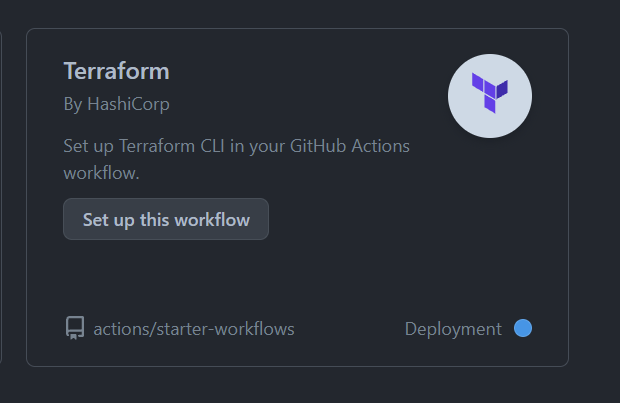 Terraform
By HashiCorp
Set up Terraform CLI in your GitHub Actions
workflow.
Set up this workflow
actions/starter-workflows
Deployment